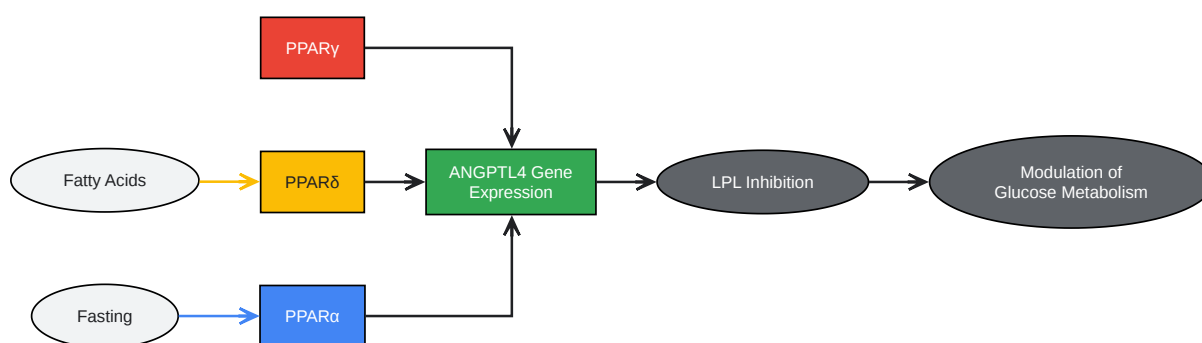 PPARγ
Fatty Acids
PPARδ
ANGPTL4 Gene
Expression
LPL Inhibition
Modulation of
Glucose Metabolism
Fasting
PPARα